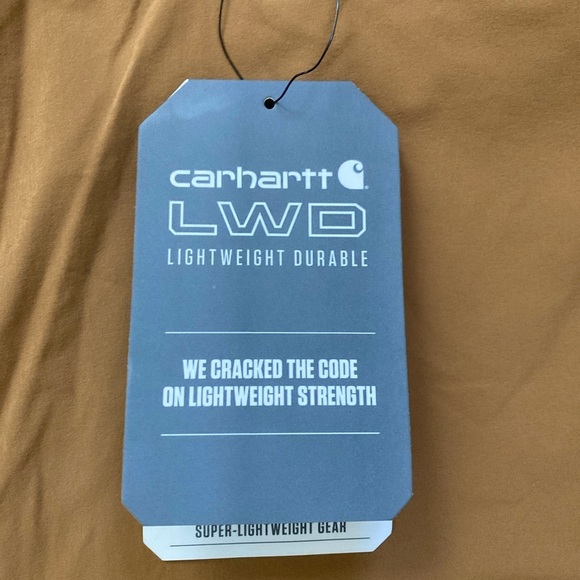 carhartt
LWD
LIGHTWEIGHT DURABLE
WE CRACKED THE CODE
ON LIGHTWEIGHT STRENGTH
SUPER-LIGHTWEIGHT GEAR